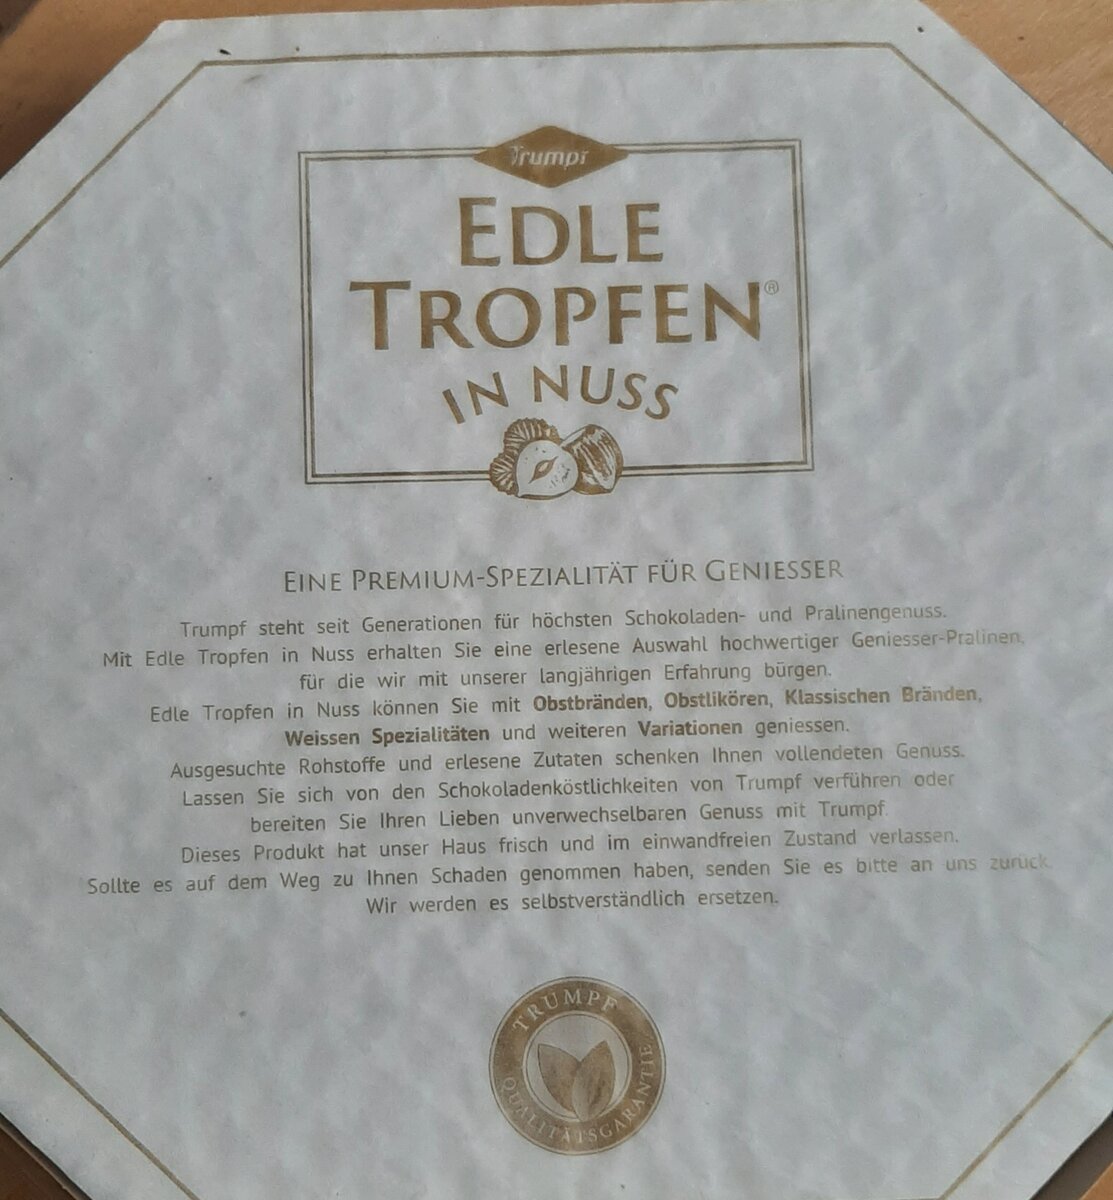 Trumpf
EDLE
TROPFEN®
IN NUSS
EINE PREMIUM-SPEZIALITÄT FÜR GENIESSER
Trumpf steht seit Generationen für höchsten Schokoladen- und Pralinengenuss.
Mit Edle Tropfen in Nuss erhalten Sie eine erlesene Auswahl hochwertiger Geniesser-Pralinen,
für die wir mit unserer langjährigen Erfahrung bürgen.
Edle Tropfen in Nuss können Sie mit Obstbränden, Obstlikören, Klassischen Bränden,
Weissen Spezialitäten und weiteren Variationen geniessen.
Ausgesuchte Rohstoffe und erlesene Zutaten schenken Ihnen vollendeten Genuss.
Lassen Sie sich von den Schokoladenköstlichkeiten von Trumpf verführen oder
bereiten Sie Ihren Lieben unverwechselbaren Genuss mit Trumpf.
Dieses Produkt hat unser Haus frisch und im einwandfreien Zustand verlassen.
Sollte es auf dem Weg zu Ihnen Schaden genommen haben, senden Sie es bitte an uns zurück.
Wir werden es selbstverständlich ersetzen.
TRUMPF
QUALITÄTSGARANTIE